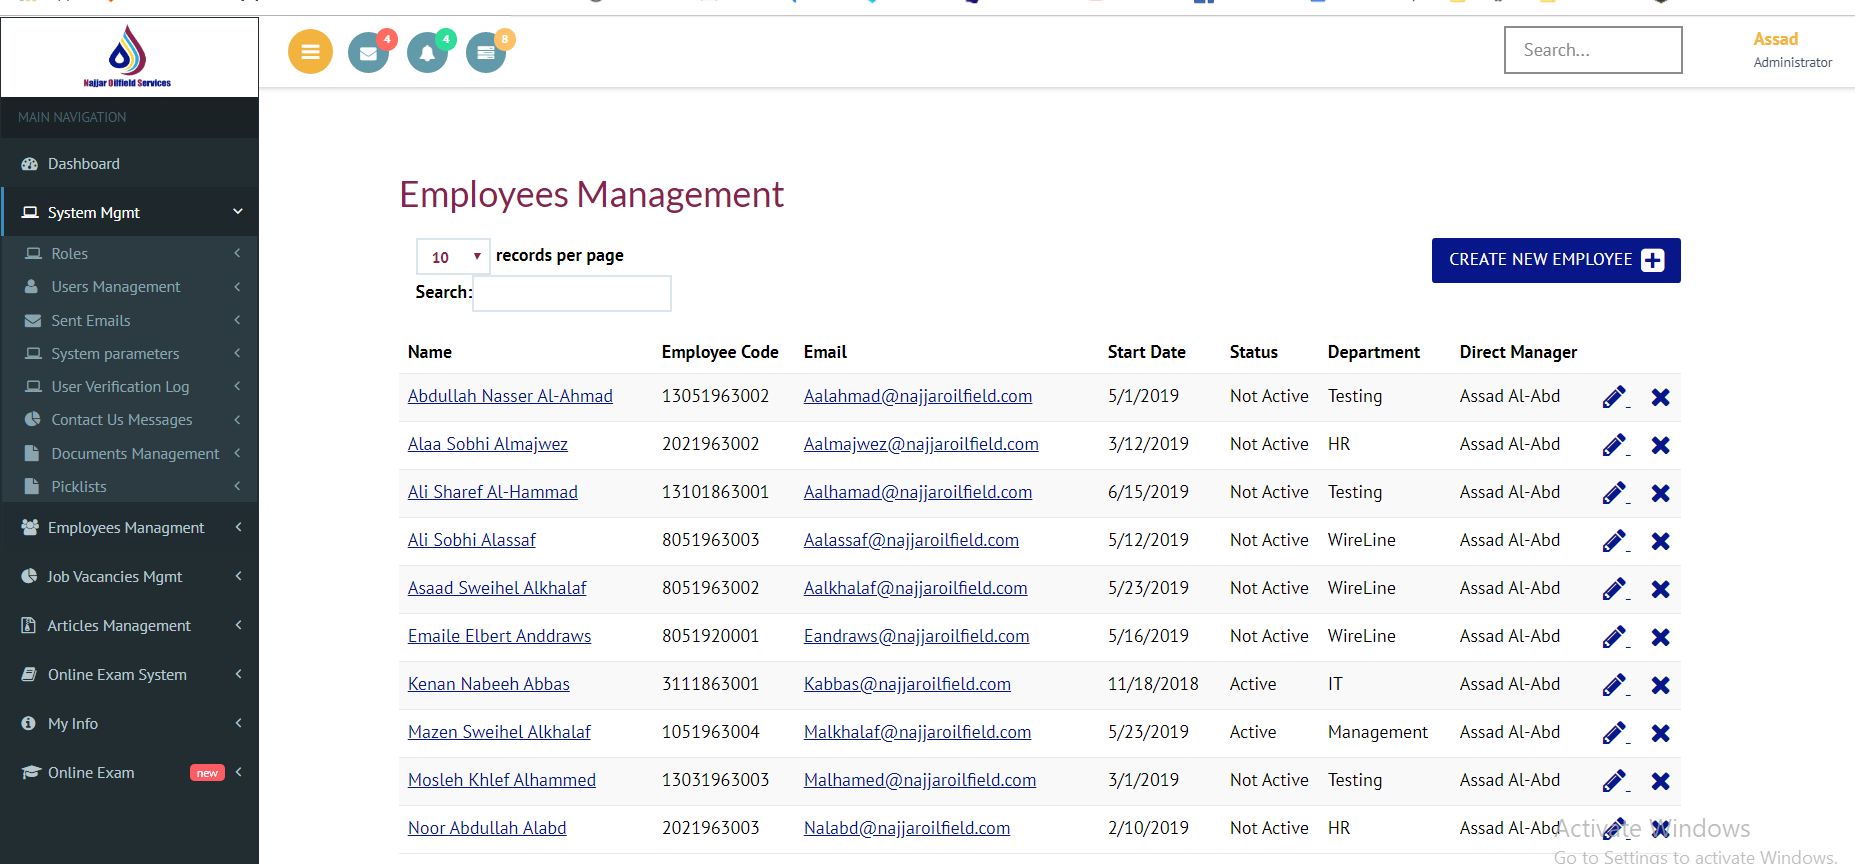 Najjar Oilfield Services
4
4
8
Search...
Assad
Administrator
MAIN NAVIGATION
Dashboard
System Mgmt
Roles
Users Management
Sent Emails
System parameters
User Verification Log
Contact Us Messages
Documents Management
Picklists
Employees Managment
Job Vacancies Mgmt
Articles Management
Online Exam System
My Info
Online Exam new
Employees Management
10 records per page
CREATE NEW EMPLOYEE
Search:
Name Employee Code Email Start Date Status Department Direct Manager
Abdullah Nasser Al-Ahmad 13051963002 Aalahmad@najjaroilfield.com 5/1/2019 Not Active Testing Assad Al-Abd
Alaa Sobhi Almajwez 2021963002 Aalmajwez@najjaroilfield.com 3/12/2019 Not Active HR Assad Al-Abd
Ali Sharef Al-Hammad 13101863001 Aalhamad@najjaroilfield.com 6/15/2019 Not Active Testing Assad Al-Abd
Ali Sobhi Alassaf 8051963003 Aalassaf@najjaroilfield.com 5/12/2019 Not Active WireLine Assad Al-Abd
Asaad Sweihel Alkhalaf 8051963002 Aalkhalaf@najjaroilfield.com 5/23/2019 Not Active WireLine Assad Al-Abd
Emaile Elbert Anddraws 8051920001 Eandraws@najjaroilfield.com 5/16/2019 Not Active WireLine Assad Al-Abd
Kenan Nabeeh Abbas 3111863001 Kabbas@najjaroilfield.com 11/18/2018 Active IT Assad Al-Abd
Mazen Sweihel Alkhalaf 1051963004 Malkhalaf@najjaroilfield.com 5/23/2019 Active Management Assad Al-Abd
Mosleh Khlef Alhammed 13031963003 Malhamed@najjaroilfield.com 3/1/2019 Not Active Testing Assad Al-Abd
Noor Abdullah Alabd 2021963003 Nalabd@najjaroilfield.com 2/10/2019 Not Active HR Assad Al-Abd
Activate Windows
Go to Settings to activate Windows.